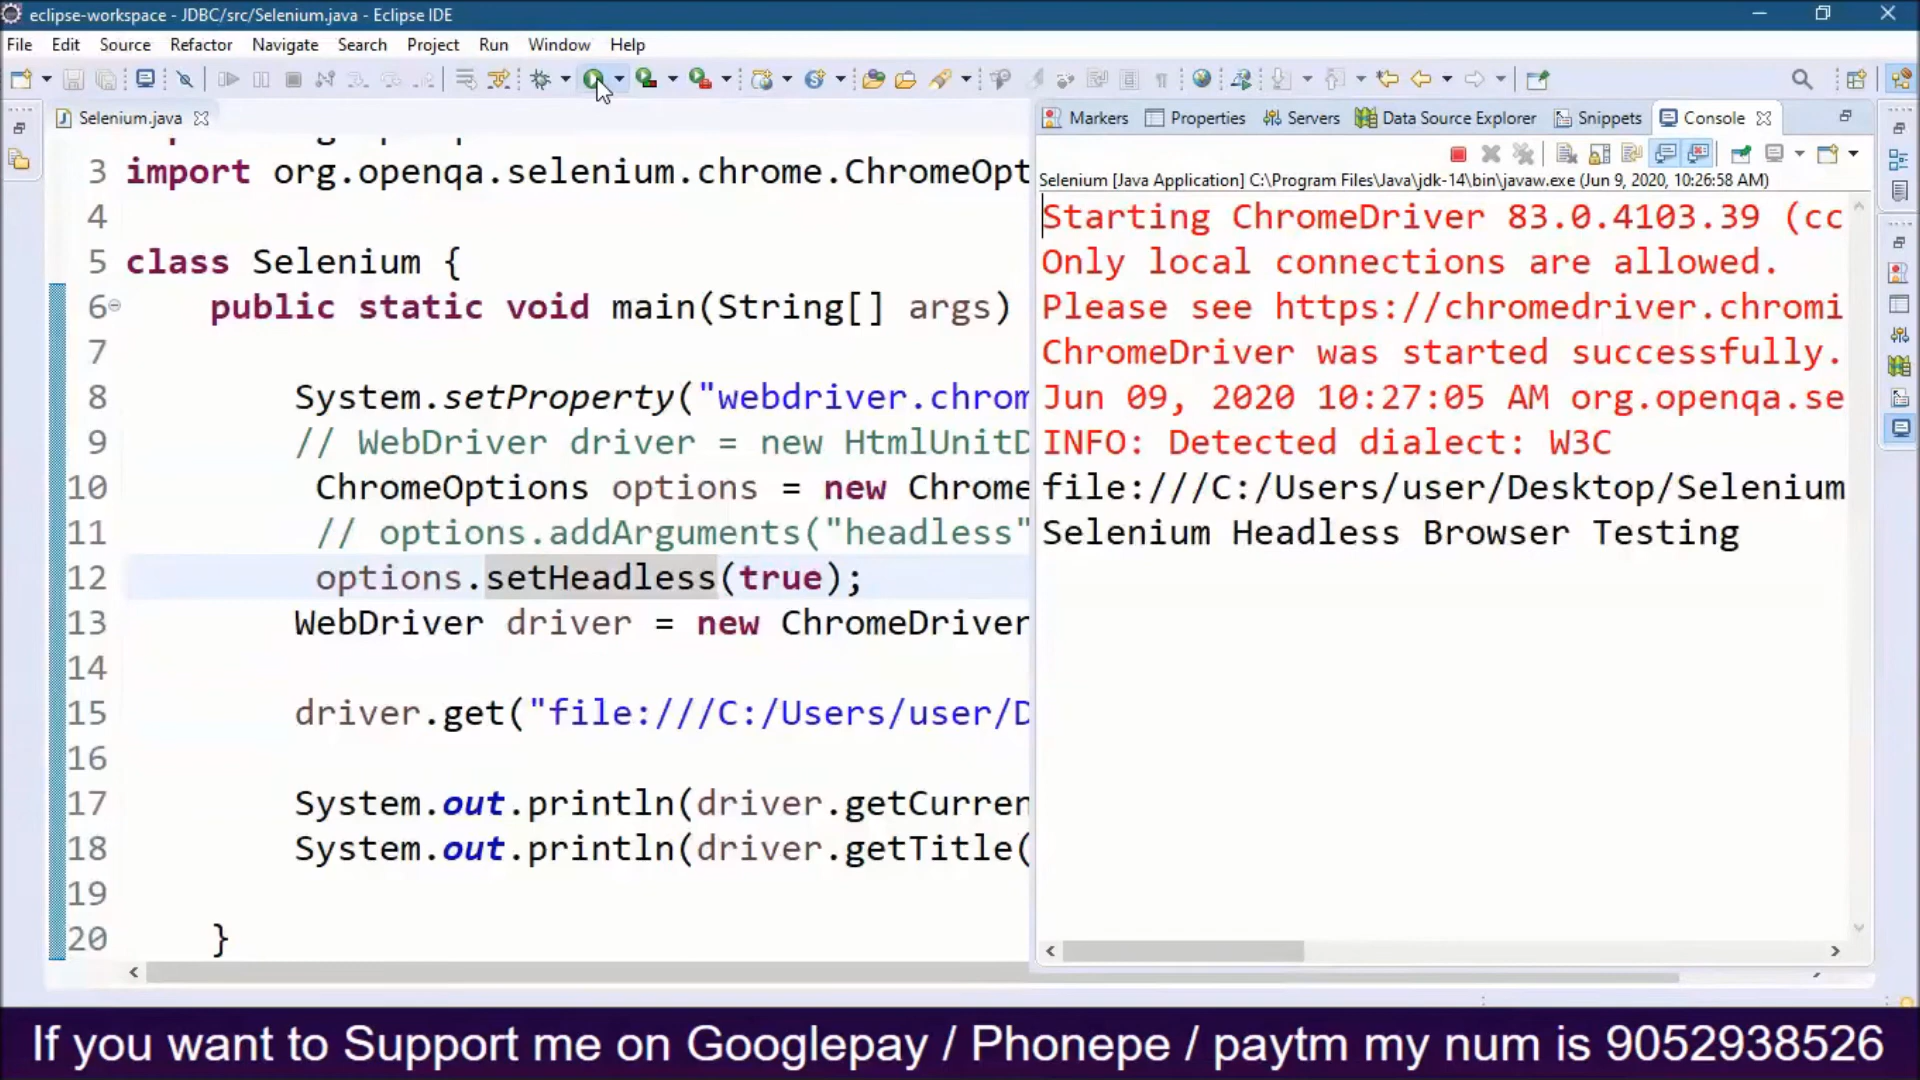 eclipse-workspace - JDBC/src/Selenium.java - Eclipse IDE
File Edit Source Refactor Navigate Search Project Run Window Help
Selenium.java
3 import org.openqa.selenium.chrome.ChromeOpt
4
5 class Selenium {
6 public static void main(String[] args)
7
8 System.setProperty("webdriver.chrom
9 // WebDriver driver = new HtmlUnitD
10 ChromeOptions options = new Chrome
11 // options.addArguments("headless"
12 options.setHeadless(true);
13 WebDriver driver = new ChromeDriver
14
15 driver.get("file:///C:/Users/user/D
16
17 System.out.println(driver.getCurren
18 System.out.println(driver.getTitle(
19
20 }
Markers Properties Servers Data Source Explorer Snippets Console
Selenium [Java Application] C:\Program Files\Java\jdk-14\bin\javaw.exe (Jun 9, 2020, 10:26:58 AM)
Starting ChromeDriver 83.0.4103.39 (cc
Only local connections are allowed.
Please see https://chromedriver.chromi
ChromeDriver was started successfully.
Jun 09, 2020 10:27:05 AM org.openqa.se
INFO: Detected dialect: W3C
file:///C:/Users/user/Desktop/Selenium
Selenium Headless Browser Testing
If you want to Support me on Googlepay / Phonepe / paytm my num is 9052938526